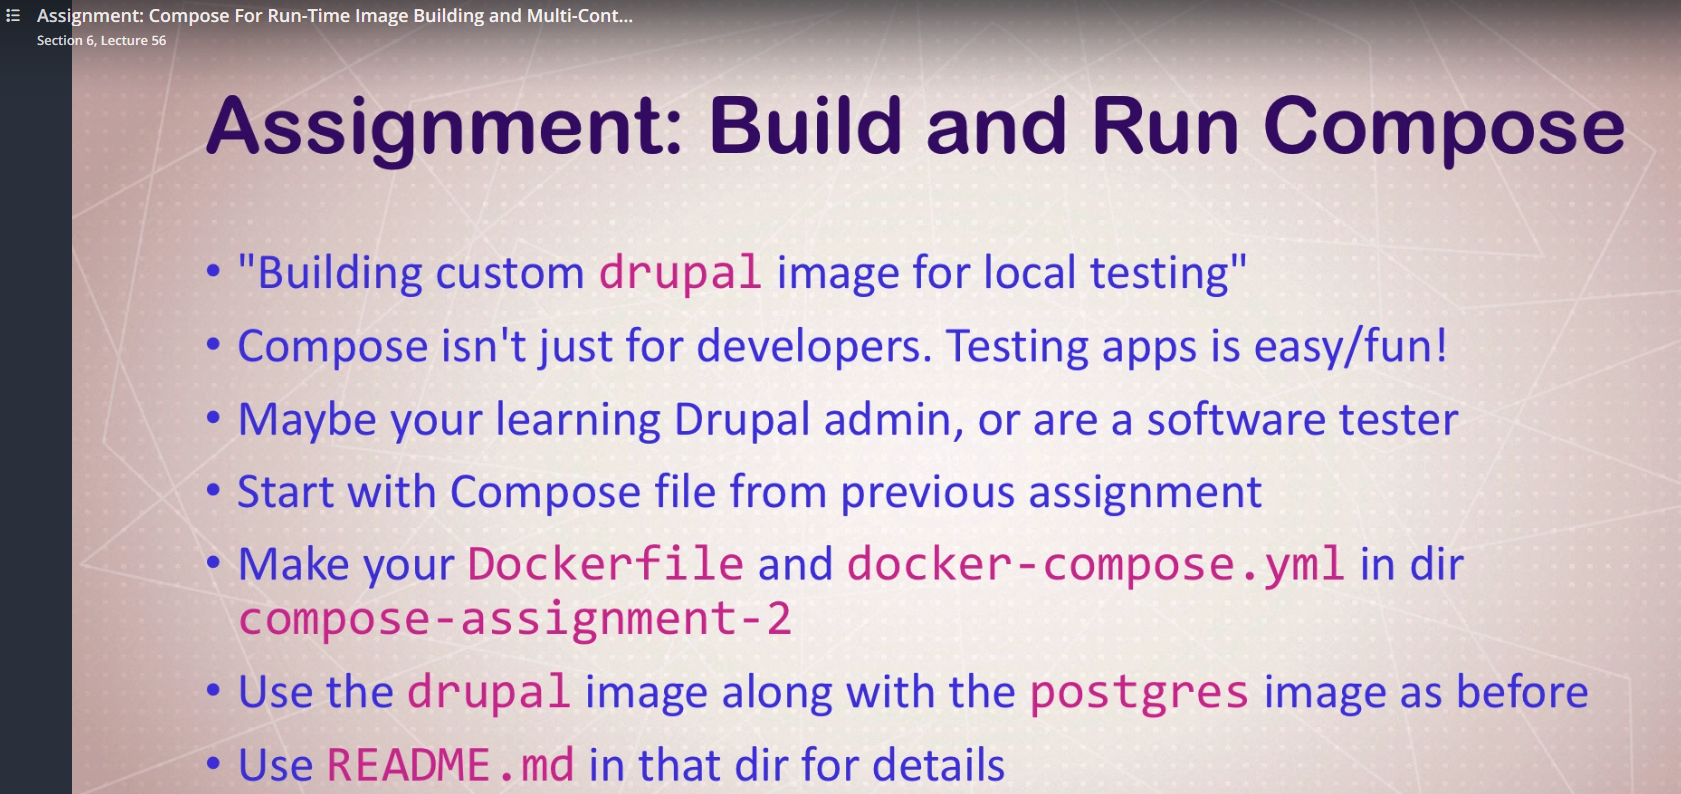 Assignment: Compose For Run-Time Image Building and Multi-Cont...
Section 6, Lecture 56
Assignment: Build and Run Compose
• "Building custom drupal image for local testing"
• Compose isn't just for developers. Testing apps is easy/fun!
• Maybe your learning Drupal admin, or are a software tester
• Start with Compose file from previous assignment
• Make your Dockerfile and docker-compose.yml in dir
compose-assignment-2
• Use the drupal image along with the postgres image as before
• Use README.md in that dir for details